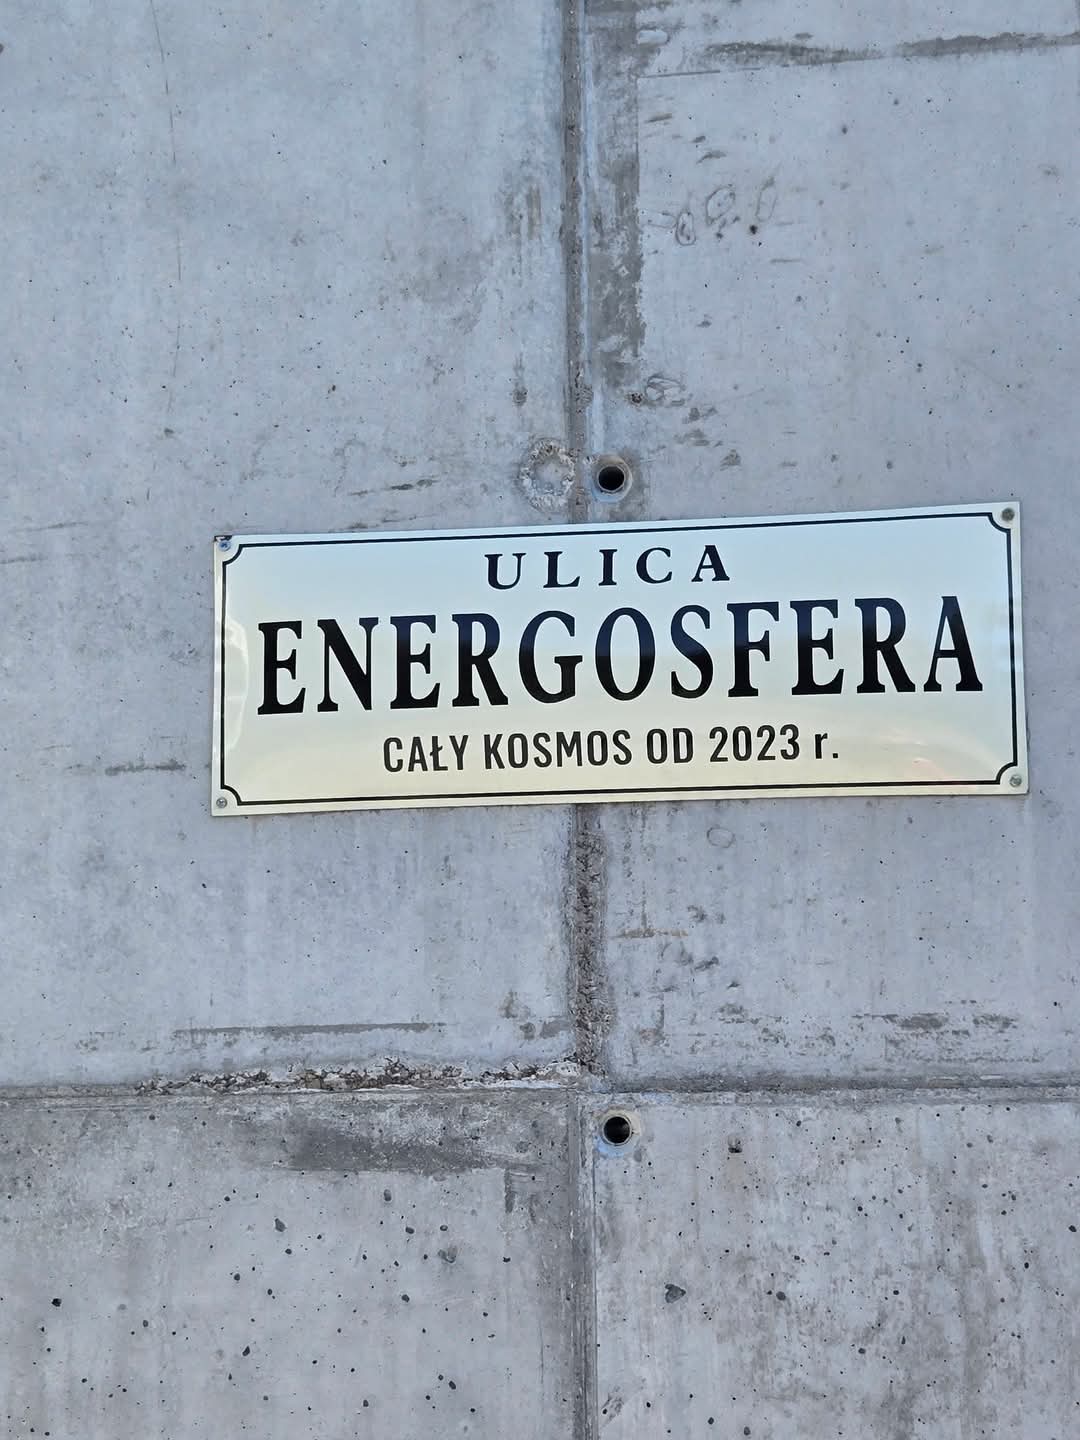 ULICA
ENERGOSFERA
CAŁY KOSMOS OD 2023 r.